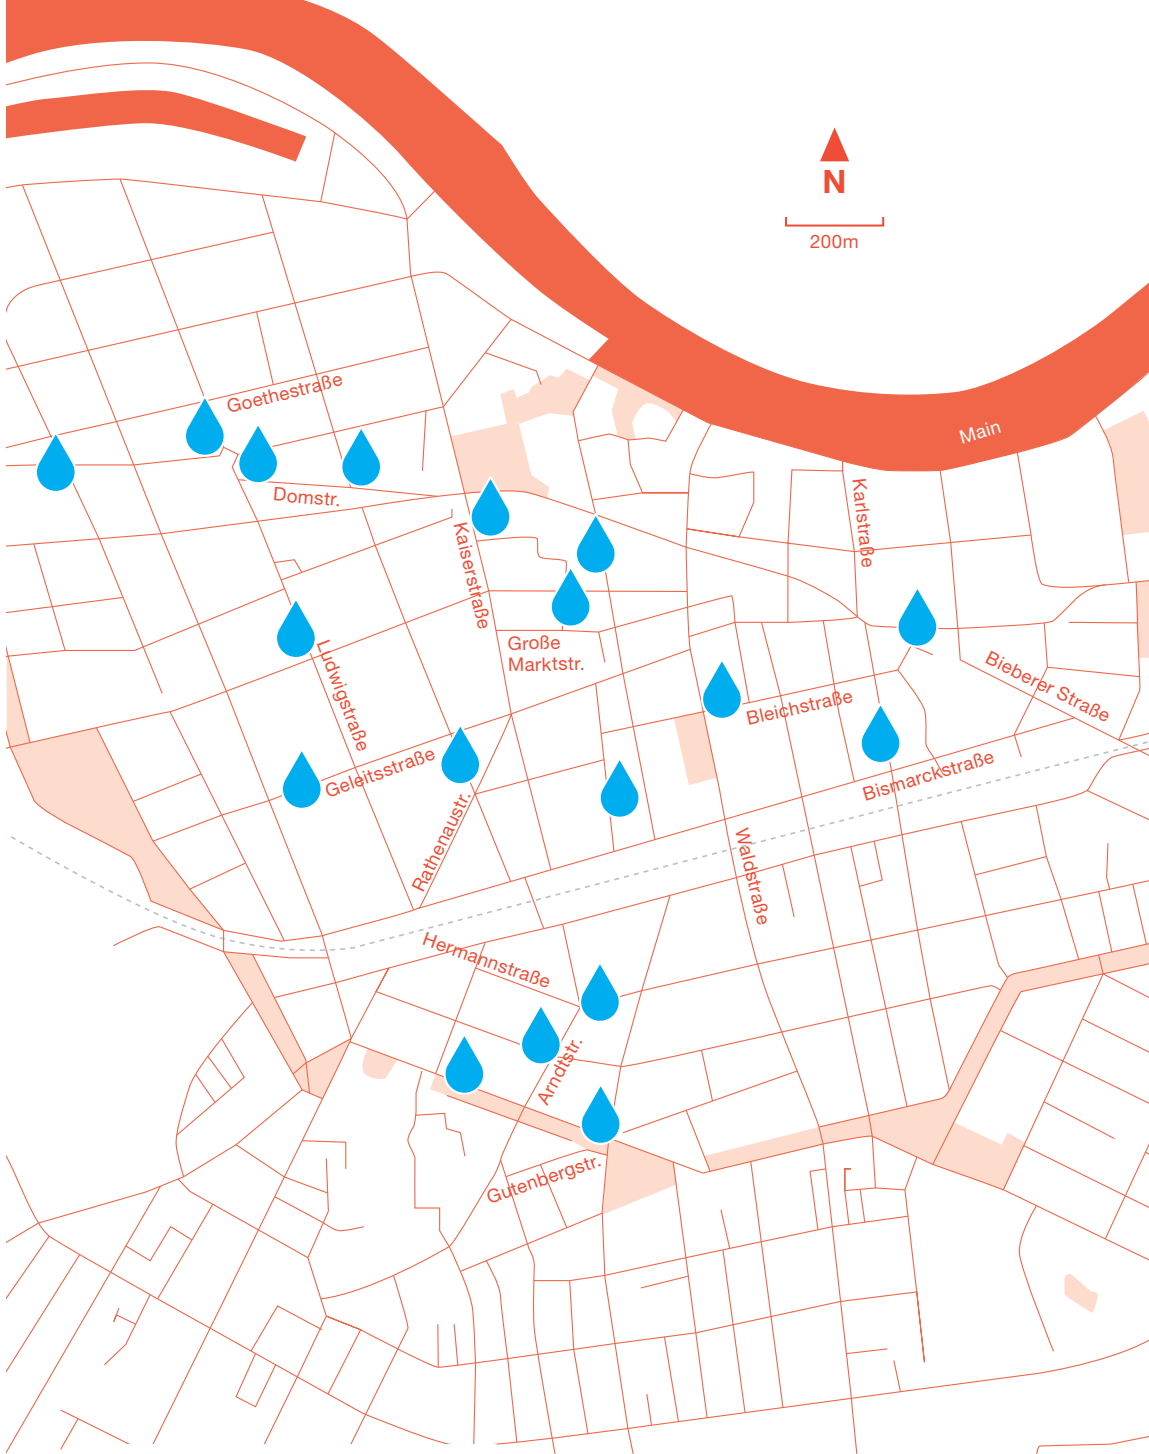 N
200m
Goethestraße
Main
Domstr.
Karlstraße
Kaiserstraße
Große
Marktstr.
Ludwigstraße
Bieberer Straße
Bleichstraße
Geleitsstraße
Bismarckstraße
Rathenaustr.
Waldstraße
Hermannstraße
Arndtstr.
Gutenbergstr.